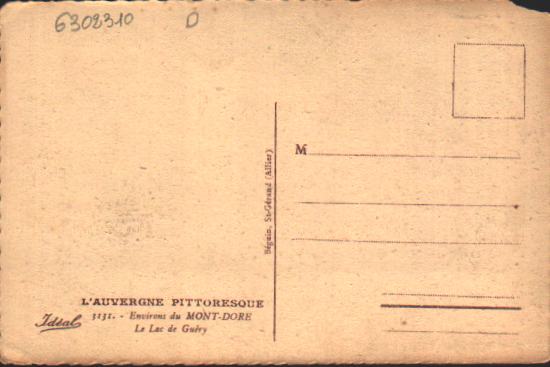 6302310 D
M
Béguin, St-Gérand (Allier)
L'AUVERGNE PITTORESQUE
3131. - Environs du MONT-DORE
Le Lac de Guéry
Idéal